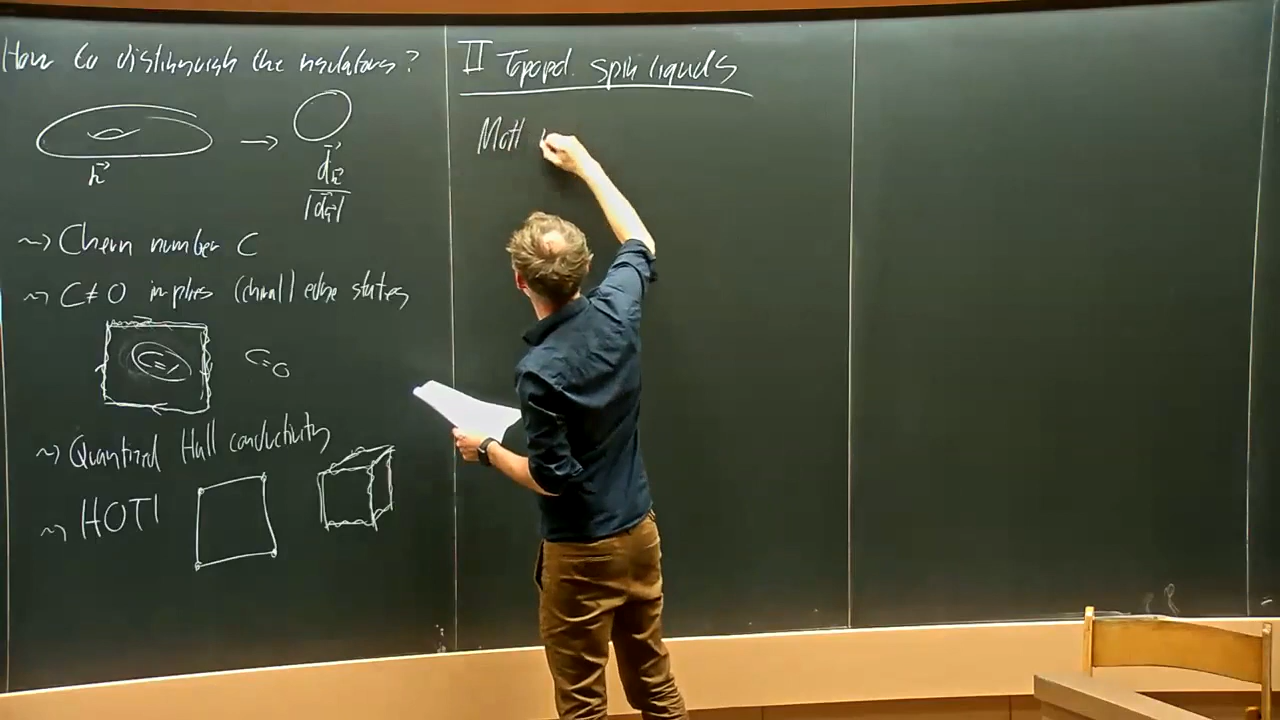 How to distinguish the insulators?
→
k⃗
d⃗k⃗
|d⃗k⃗|
~> Chern number C
~> C≠0 implies (chiral) edge states
C=1
C=0
~> Quantized Hall conductivity
~> HOTI
II Topol. spin liquids
Mott